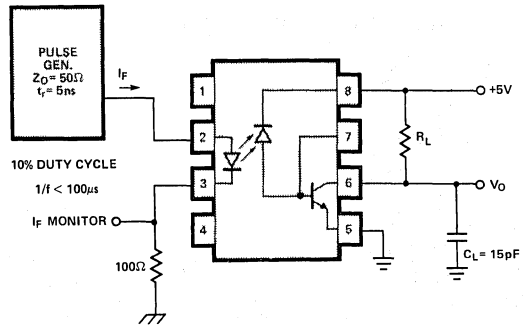 PULSE
GEN.
Z_O = 50Ω
t_r = 5ns
I_F
10% DUTY CYCLE
1/f < 100μs
I_F MONITOR
100Ω
1
2
3
4
8
7
6
5
+5V
R_L
V_O
C_L = 15pF